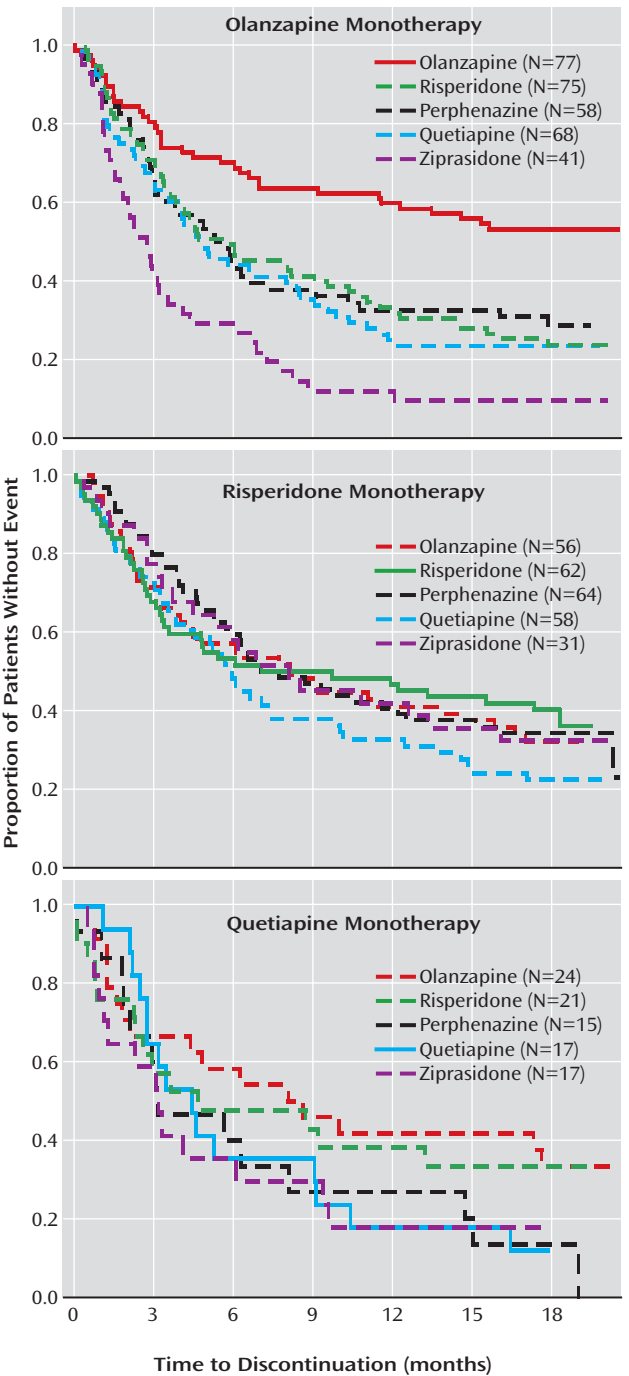 Olanzapine Monotherapy
1.0
0.8
0.6
0.4
0.2
0.0
Olanzapine (N=77)
Risperidone (N=75)
Perphenazine (N=58)
Quetiapine (N=68)
Ziprasidone (N=41)
Proportion of Patients Without Event
Risperidone Monotherapy
1.0
0.8
0.6
0.4
0.2
0.0
Olanzapine (N=56)
Risperidone (N=62)
Perphenazine (N=64)
Quetiapine (N=58)
Ziprasidone (N=31)
Quetiapine Monotherapy
1.0
0.8
0.6
0.4
0.2
0.0
Olanzapine (N=24)
Risperidone (N=21)
Perphenazine (N=15)
Quetiapine (N=17)
Ziprasidone (N=17)
0 3 6 9 12 15 18
Time to Discontinuation (months)